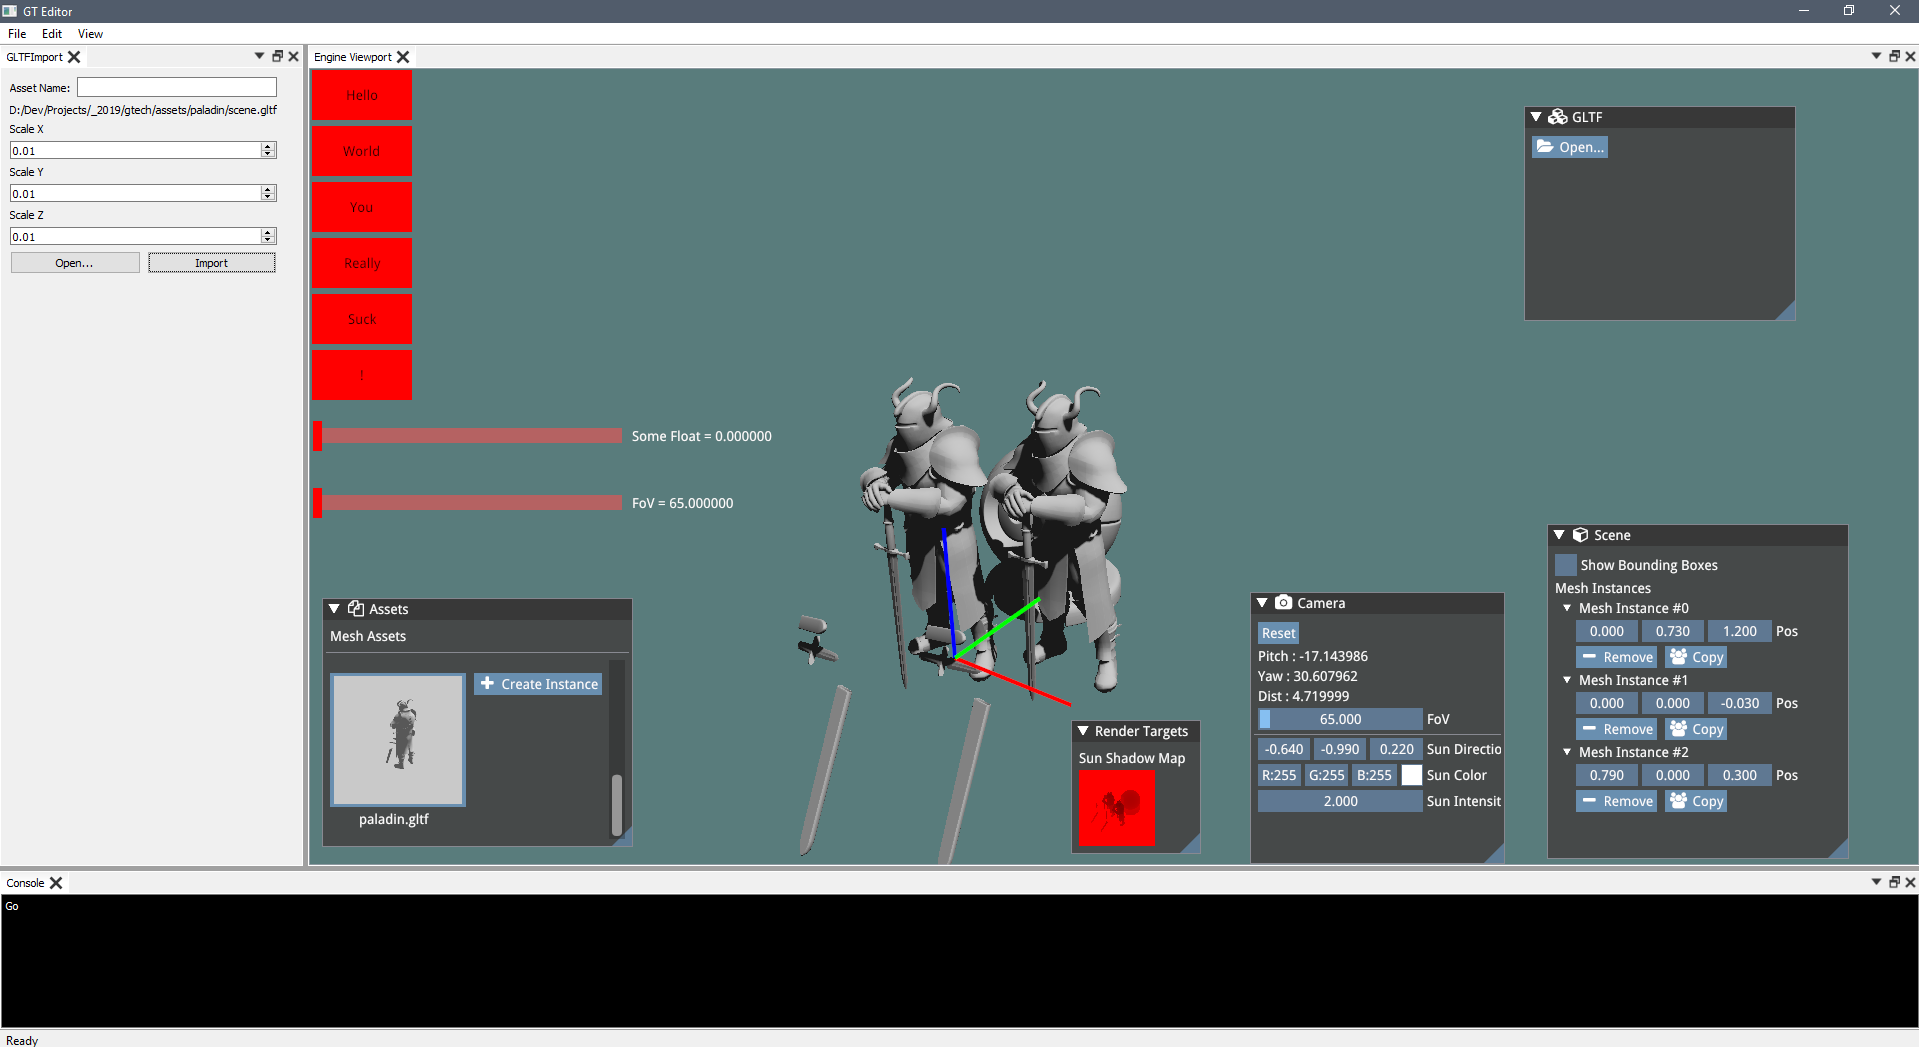 GT Editor
File Edit View
GLTFImport
Asset Name:
D:/Dev/Projects/_2019/gtech/assets/paladin/scene.gltf
Scale X
0.01
Scale Y
0.01
Scale Z
0.01
Open... Import
Engine Viewport
Hello
World
You
Really
Suck
!
Some Float = 0.000000
FoV = 65.000000
GLTF
Open...
Assets
Mesh Assets
Create Instance
paladin.gltf
Render Targets
Sun Shadow Map
Camera
Reset
Pitch : -17.143986
Yaw : 30.607962
Dist : 4.719999
65.000 FoV
-0.640 -0.990 0.220 Sun Directio
R:255 G:255 B:255 Sun Color
2.000 Sun Intensit
Scene
Show Bounding Boxes
Mesh Instances
Mesh Instance #0
0.000 0.730 1.200 Pos
Remove Copy
Mesh Instance #1
0.000 0.000 -0.030 Pos
Remove Copy
Mesh Instance #2
0.790 0.000 0.300 Pos
Remove Copy
Console
Go
Ready